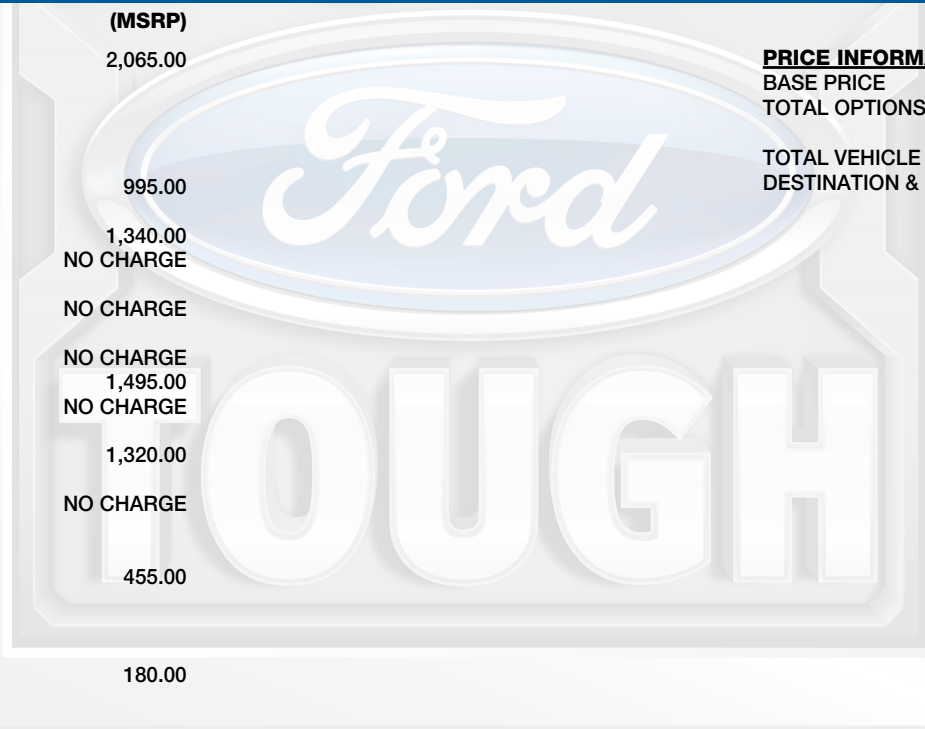 (MSRP)
2,065.00
995.00
1,340.00
NO CHARGE
NO CHARGE
NO CHARGE
1,495.00
NO CHARGE
1,320.00
NO CHARGE
455.00
180.00
PRICE INFORMA
BASE PRICE
TOTAL OPTIONS
TOTAL VEHICLE
DESTINATION &
Ford
TOUGH